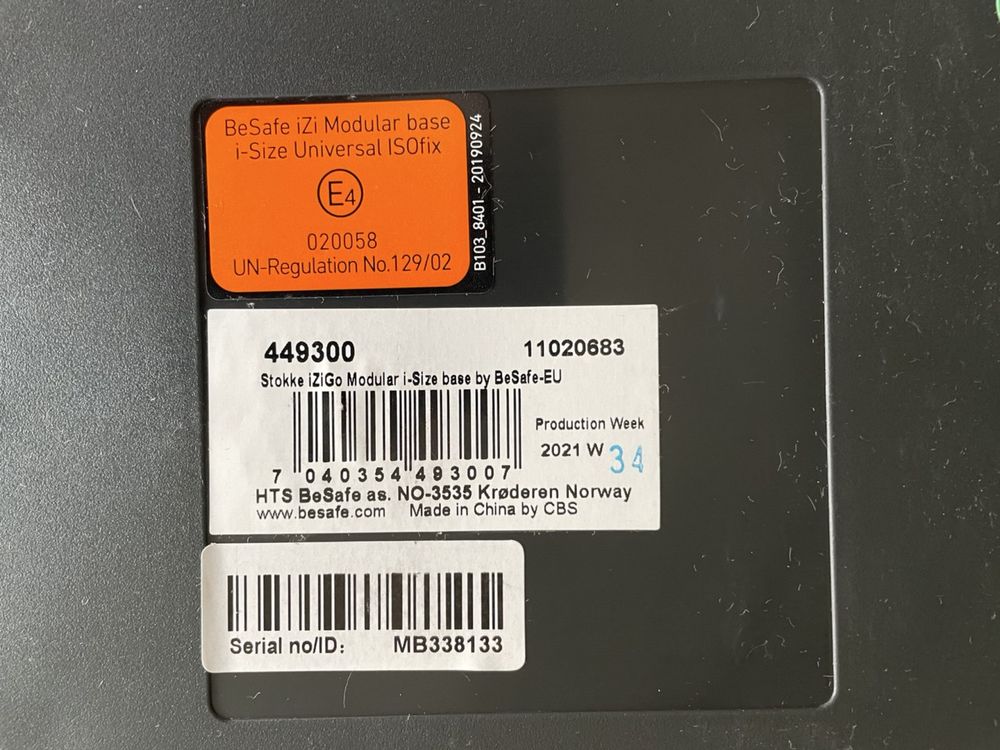 BeSafe iZi Modular base
i-Size Universal ISOfix
E4
020058
UN-Regulation No.129/02
B103_8401 - 20190924
449300
11020683
Stokke iZiGo Modular i-Size base by BeSafe-EU
Production Week
2021 W 34
7 040354 493007
HTS BeSafe as. NO-3535 Krøderen Norway
www.besafe.com Made in China by CBS
Serial no/ID: MB338133